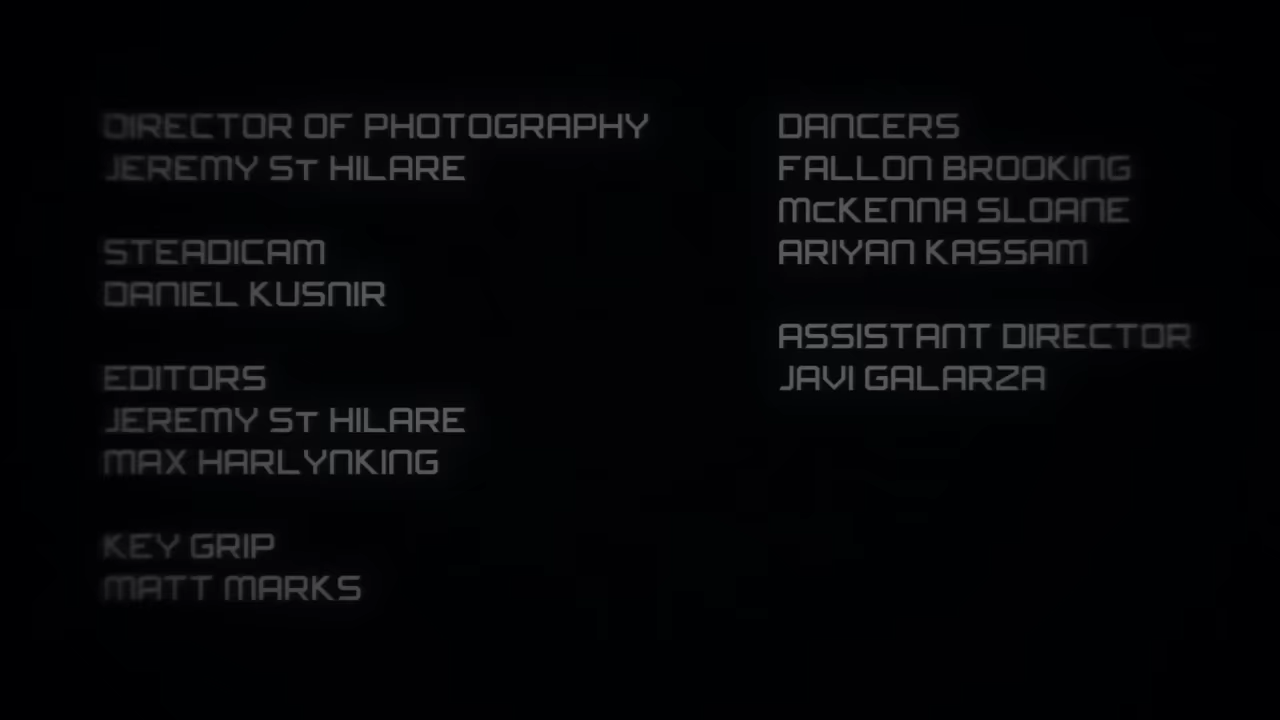 DIRECTOR OF PHOTOGRAPHY
JEREMY ST HILARE
STEADICAM
DANIEL KUSNIR
EDITORS
JEREMY ST HILARE
MAX HARLYNKING
KEY GRIP
MATT MARKS
DANCERS
FALLON BROOKING
McKENNA SLOANE
ARIYAN KASSAM
ASSISTANT DIRECTOR
JAVI GALARZA